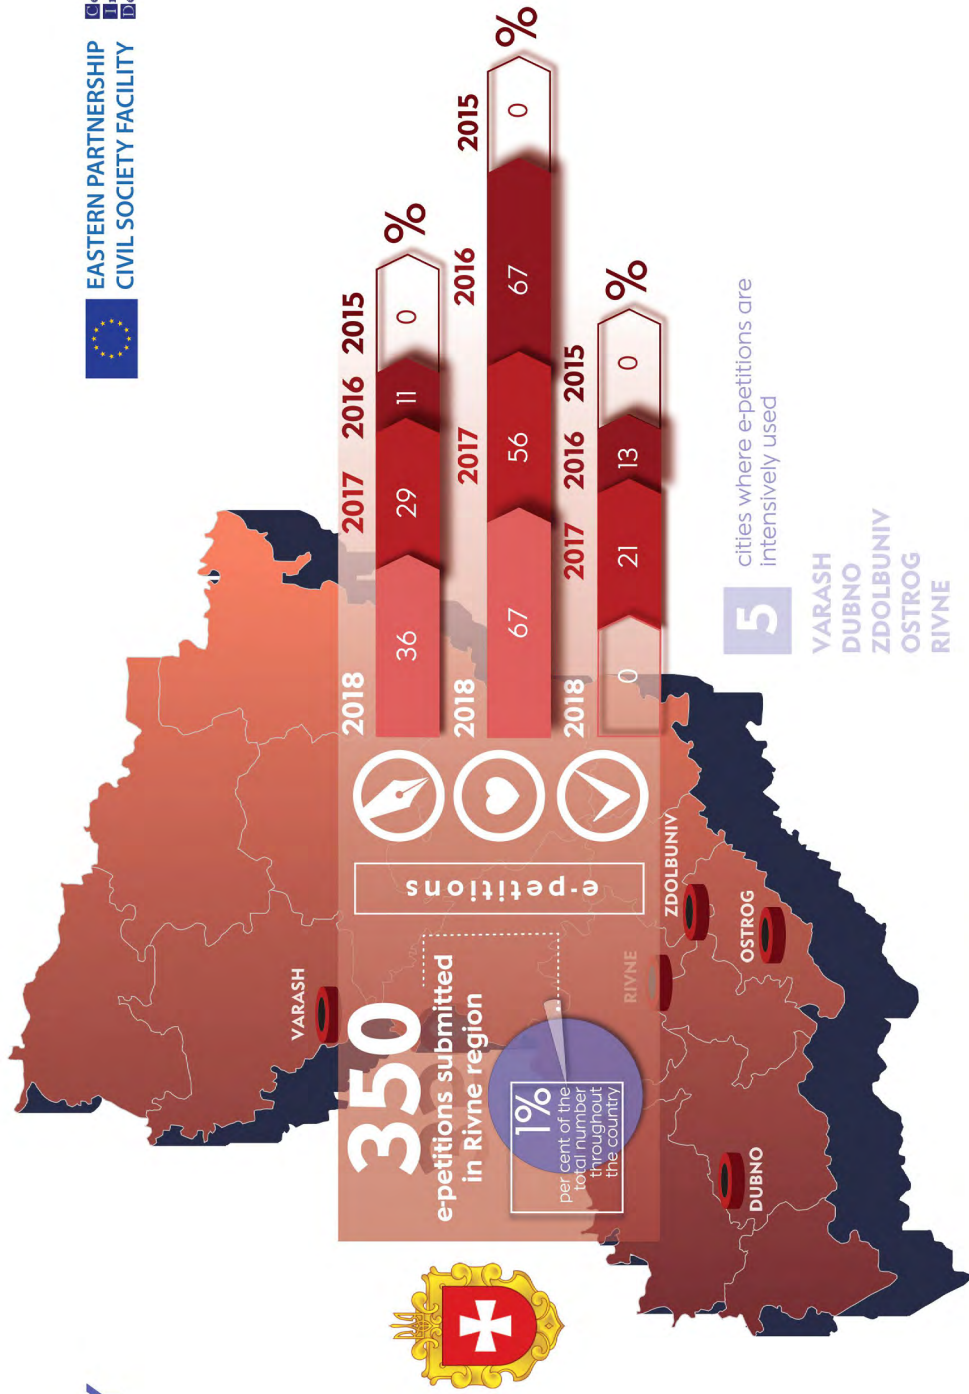 EASTERN PARTNERSHIP
CIVIL SOCIETY FACILITY
VARASH
350
e-petitions submitted
in Rivne region
1%
per cent of the
total number
throughout
the country
e-petitions
2018 2017 2016 2015
36 29 11 0 %
2018 2017 2016 2015
67 56 67 0 %
2018 2017 2016 2015
0 21 13 0 %
RIVNE
ZDOLBUNIV
OSTROG
DUBNO
5
cities where e-petitions are
intensively used
VARASH
DUBNO
ZDOLBUNIV
OSTROG
RIVNE